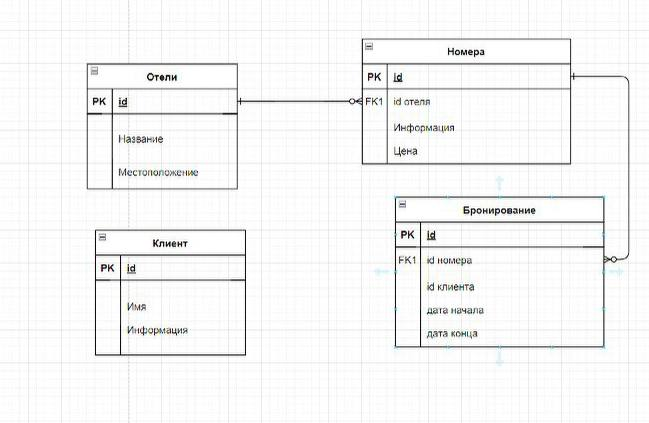 Отели
PK id
Название
Местоположение
Номера
PK id
FK1 id отеля
Информация
Цена
Клиент
PK id
Имя
Информация
Бронирование
PK id
FK1 id номера
id клиента
дата начала
дата конца